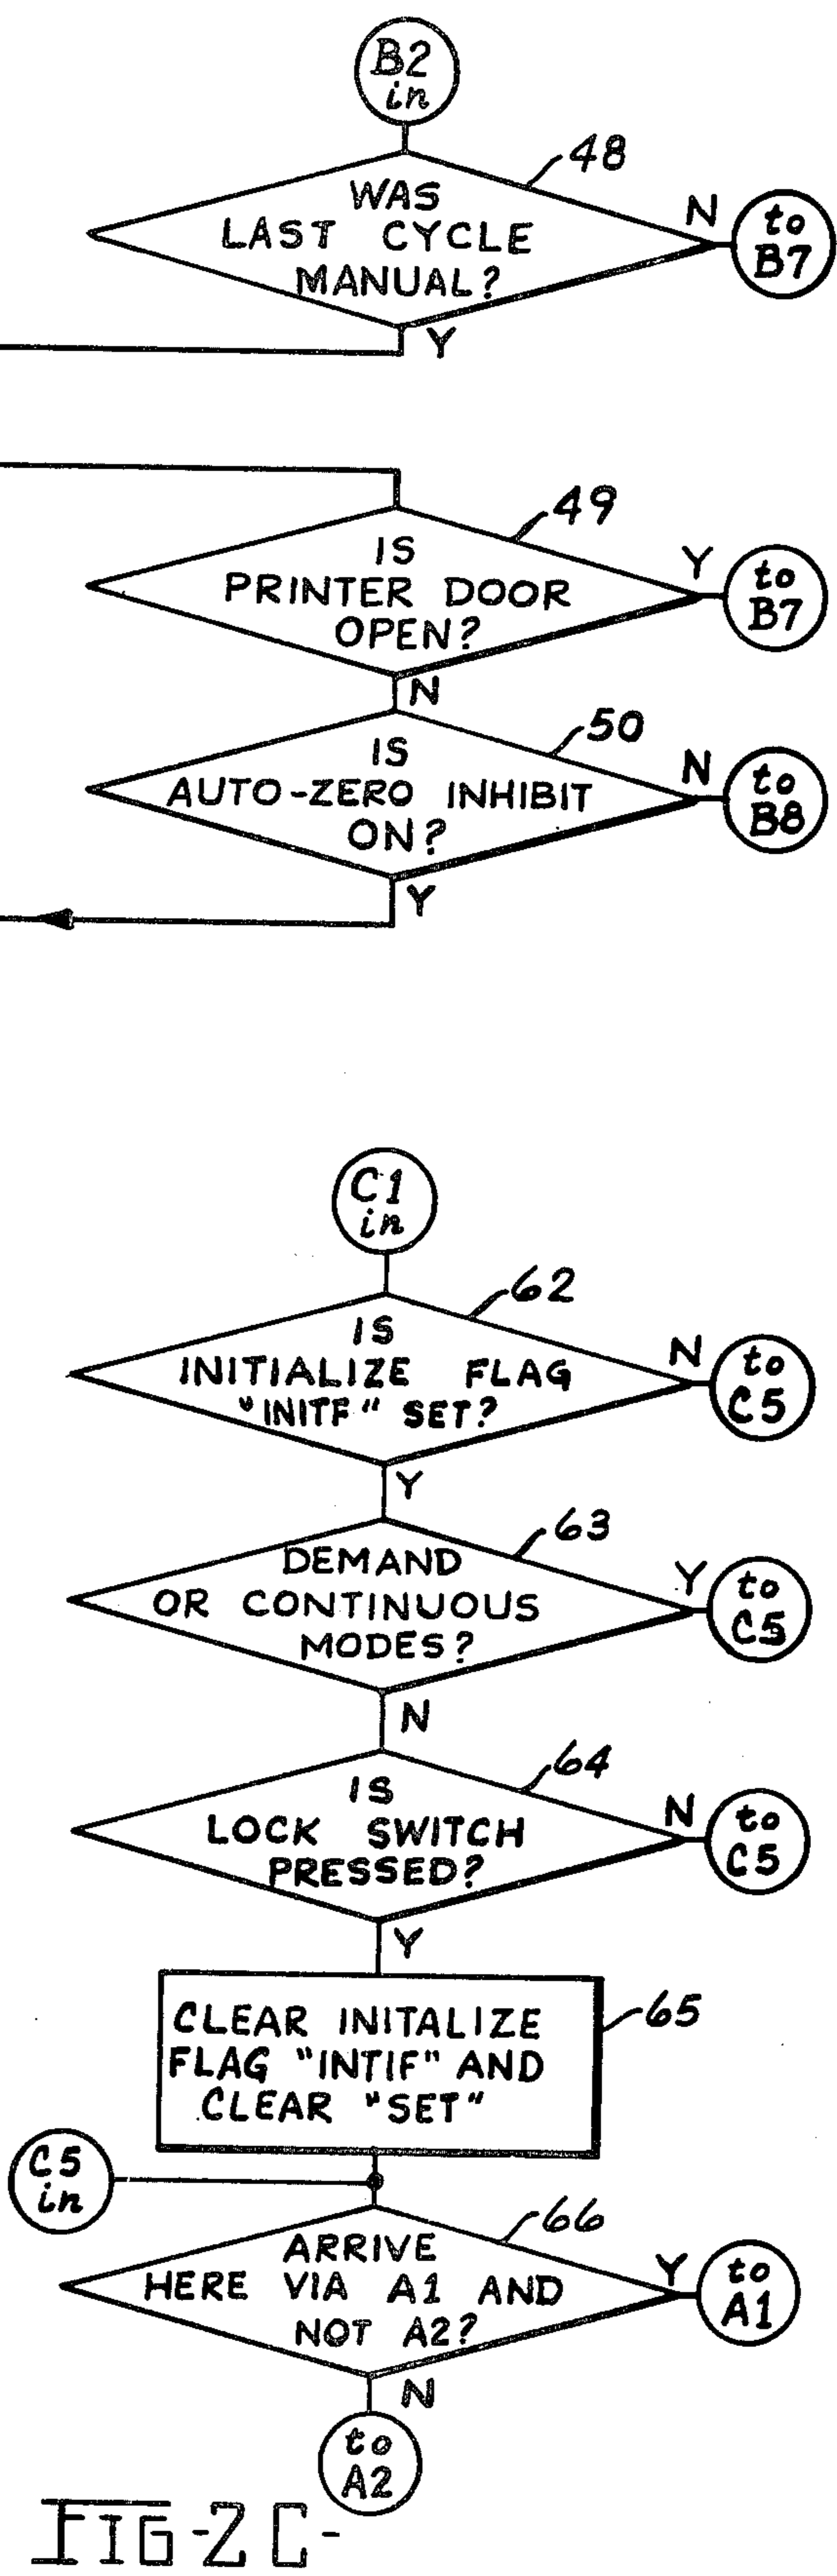 B2
in
48
WAS
LAST CYCLE
MANUAL?
N
to
B7
Y
49
IS
PRINTER DOOR
OPEN?
Y
to
B7
N
50
IS
AUTO-ZERO INHIBIT
ON?
N
to
B8
Y
C1
in
62
IS
INITIALIZE FLAG
"INITF" SET?
N
to
C5
Y
63
DEMAND
OR CONTINUOUS
MODES?
Y
to
C5
N
64
IS
LOCK SWITCH
PRESSED?
N
to
C5
Y
65
CLEAR INITALIZE
FLAG "INTIF" AND
CLEAR "SET"
C5
in
66
ARRIVE
HERE VIA A1 AND
NOT A2?
Y
to
A1
N
to
A2
FIG-2C-